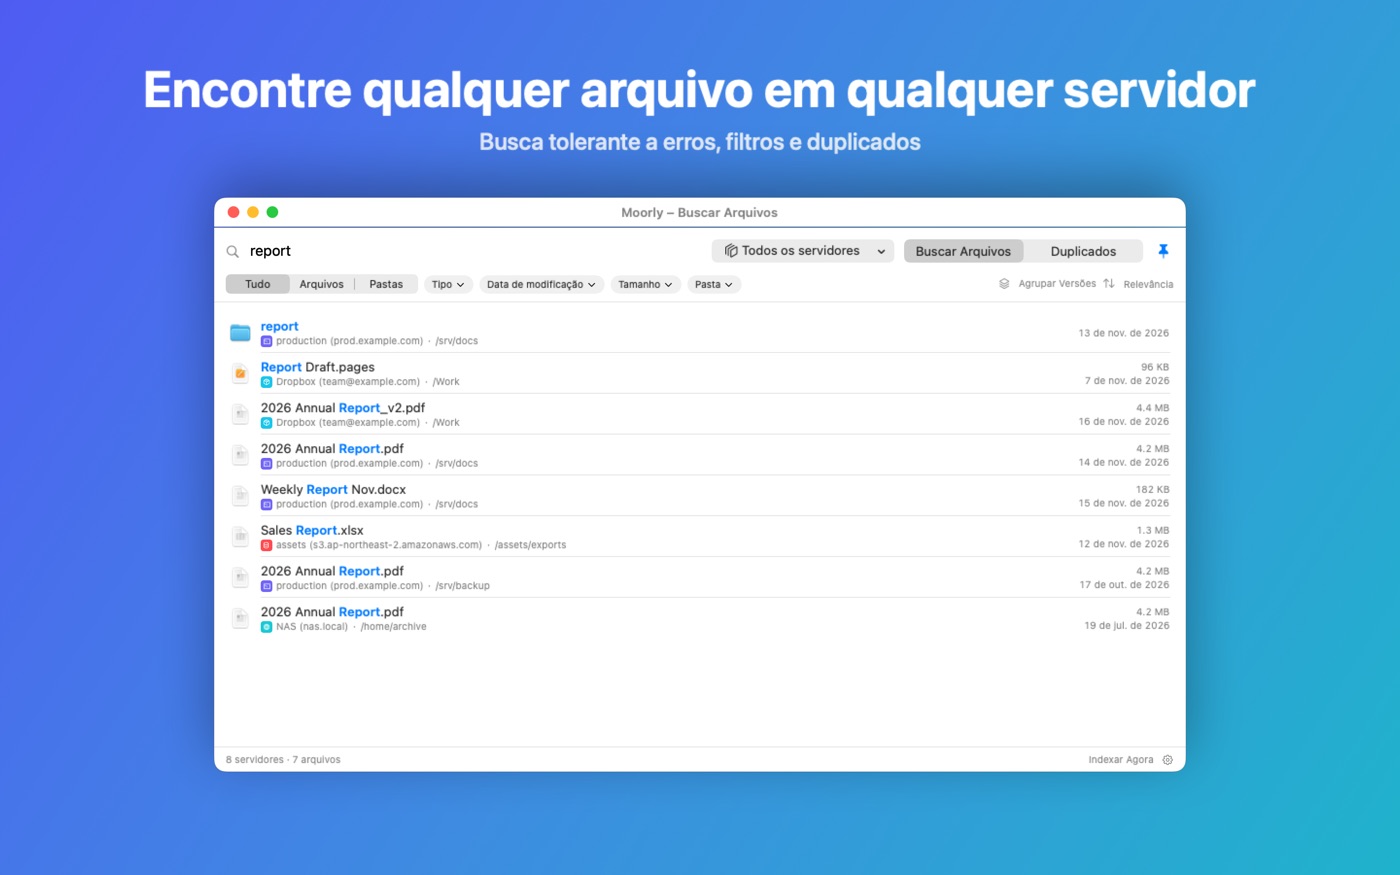 Encontre qualquer arquivo em qualquer servidor
Busca tolerante a erros, filtros e duplicados
Moorly – Buscar Arquivos
report
Todos os servidores
Buscar Arquivos
Duplicados
Tudo
Arquivos
Pastas
Tipo
Data de modificação
Tamanho
Pasta
Agrupar Versões
Relevância
report
production (prod.example.com) · /srv/docs
13 de nov. de 2026
Report Draft.pages
Dropbox (team@example.com) · /Work
96 KB
7 de nov. de 2026
2026 Annual Report_v2.pdf
Dropbox (team@example.com) · /Work
4.4 MB
16 de nov. de 2026
2026 Annual Report.pdf
production (prod.example.com) · /srv/docs
4.2 MB
14 de nov. de 2026
Weekly Report Nov.docx
production (prod.example.com) · /srv/docs
182 KB
15 de nov. de 2026
Sales Report.xlsx
assets (s3.ap-northeast-2.amazonaws.com) · /assets/exports
1.3 MB
12 de nov. de 2026
2026 Annual Report.pdf
production (prod.example.com) · /srv/backup
4.2 MB
17 de out. de 2026
2026 Annual Report.pdf
NAS (nas.local) · /home/archive
4.2 MB
19 de jul. de 2026
8 servidores · 7 arquivos
Indexar Agora